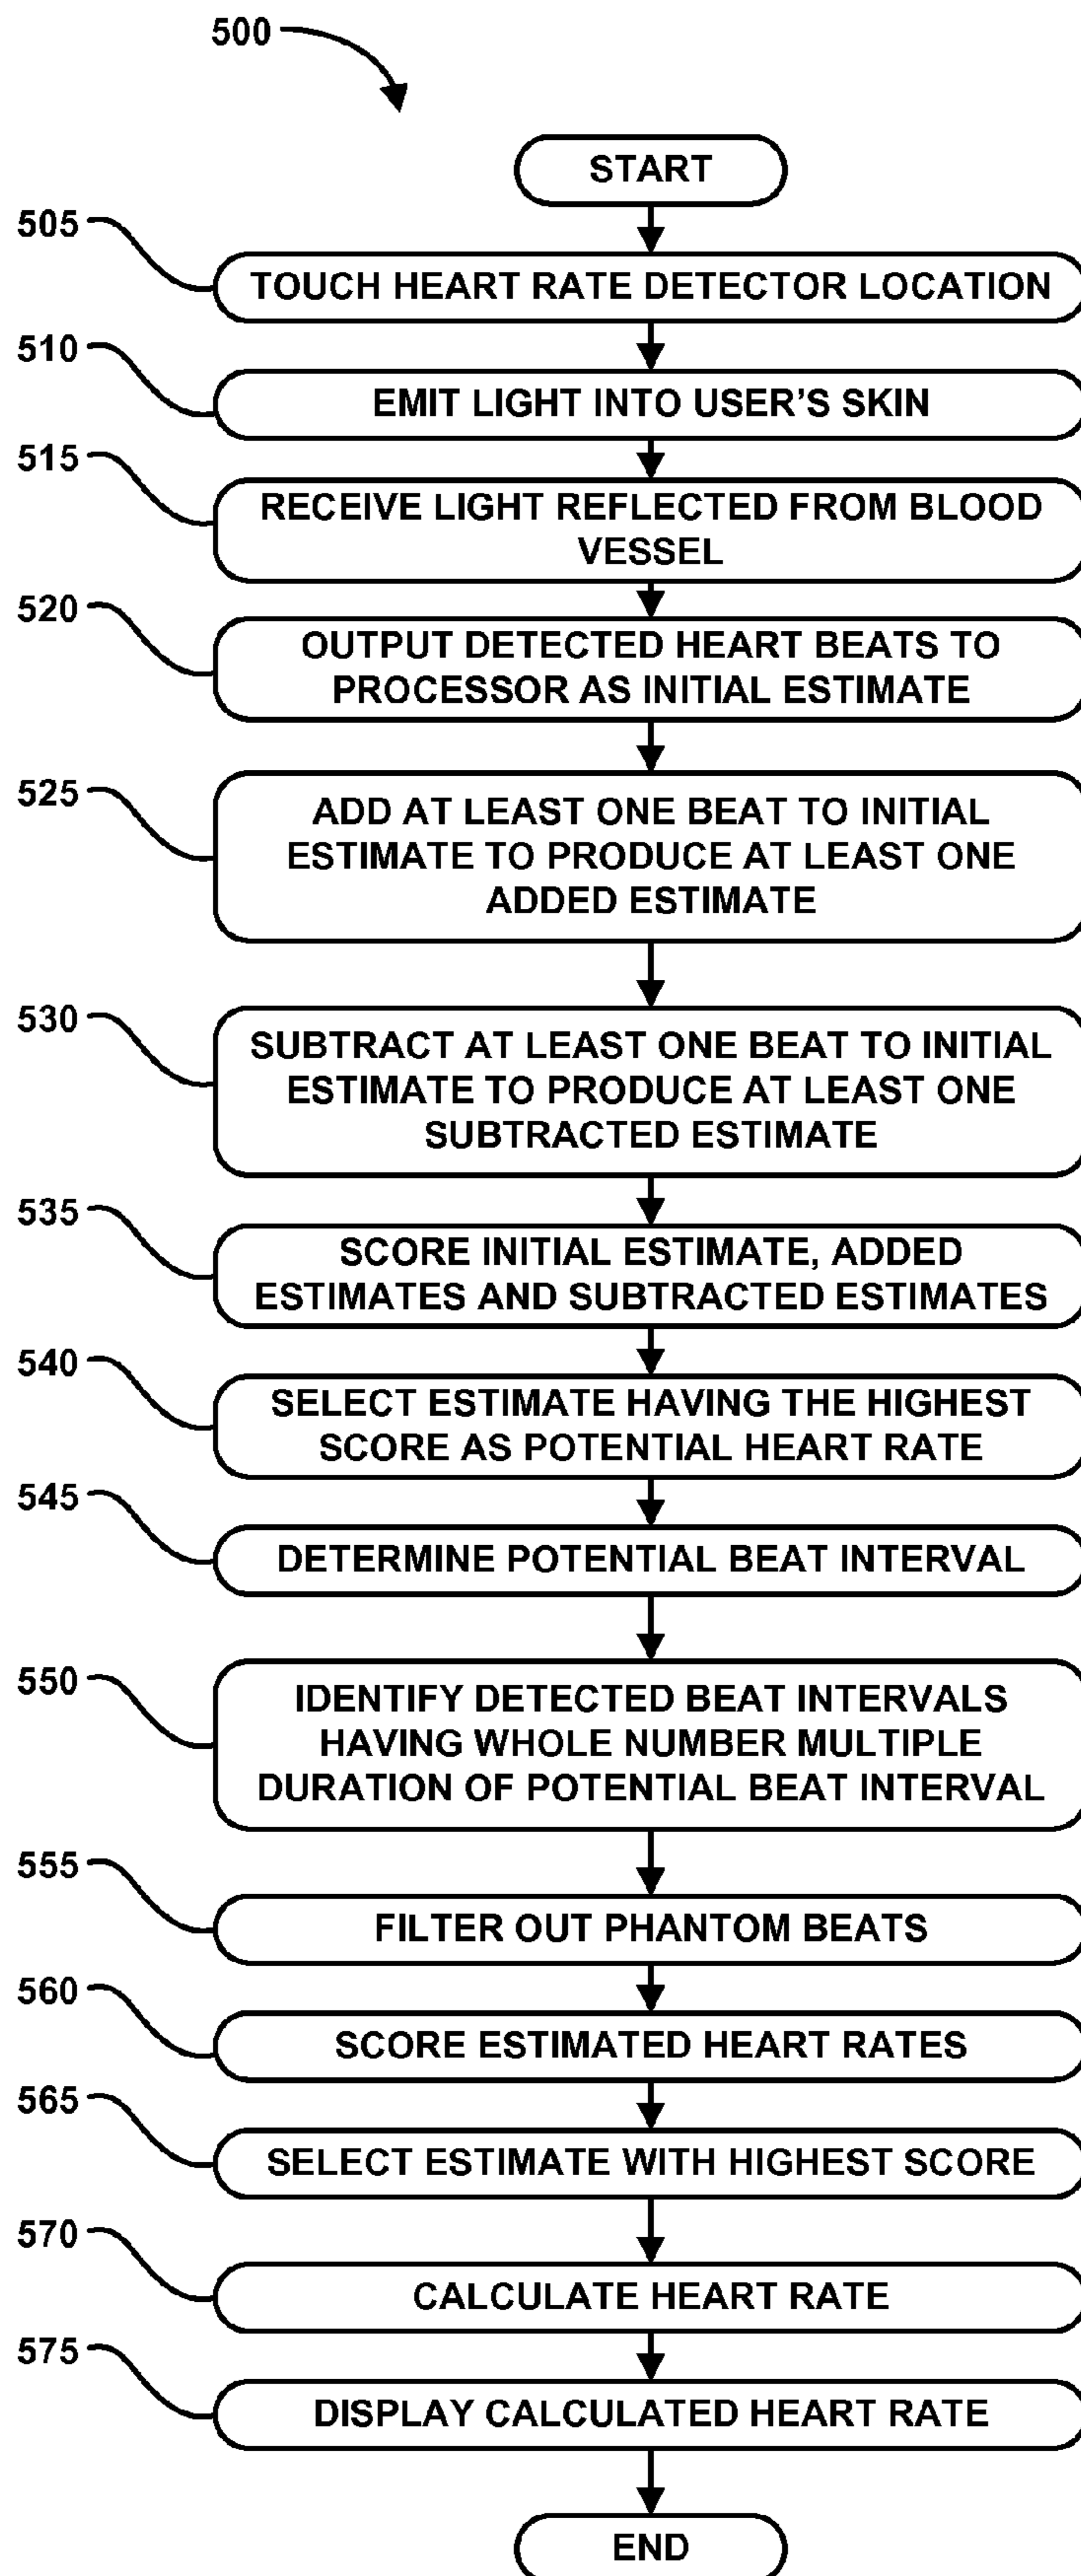 500
START
505
TOUCH HEART RATE DETECTOR LOCATION
510
EMIT LIGHT INTO USER'S SKIN
515
RECEIVE LIGHT REFLECTED FROM BLOOD
VESSEL
520
OUTPUT DETECTED HEART BEATS TO
PROCESSOR AS INITIAL ESTIMATE
525
ADD AT LEAST ONE BEAT TO INITIAL
ESTIMATE TO PRODUCE AT LEAST ONE
ADDED ESTIMATE
530
SUBTRACT AT LEAST ONE BEAT TO INITIAL
ESTIMATE TO PRODUCE AT LEAST ONE
SUBTRACTED ESTIMATE
535
SCORE INITIAL ESTIMATE, ADDED
ESTIMATES AND SUBTRACTED ESTIMATES
540
SELECT ESTIMATE HAVING THE HIGHEST
SCORE AS POTENTIAL HEART RATE
545
DETERMINE POTENTIAL BEAT INTERVAL
550
IDENTIFY DETECTED BEAT INTERVALS
HAVING WHOLE NUMBER MULTIPLE
DURATION OF POTENTIAL BEAT INTERVAL
555
FILTER OUT PHANTOM BEATS
560
SCORE ESTIMATED HEART RATES
565
SELECT ESTIMATE WITH HIGHEST SCORE
570
CALCULATE HEART RATE
575
DISPLAY CALCULATED HEART RATE
END